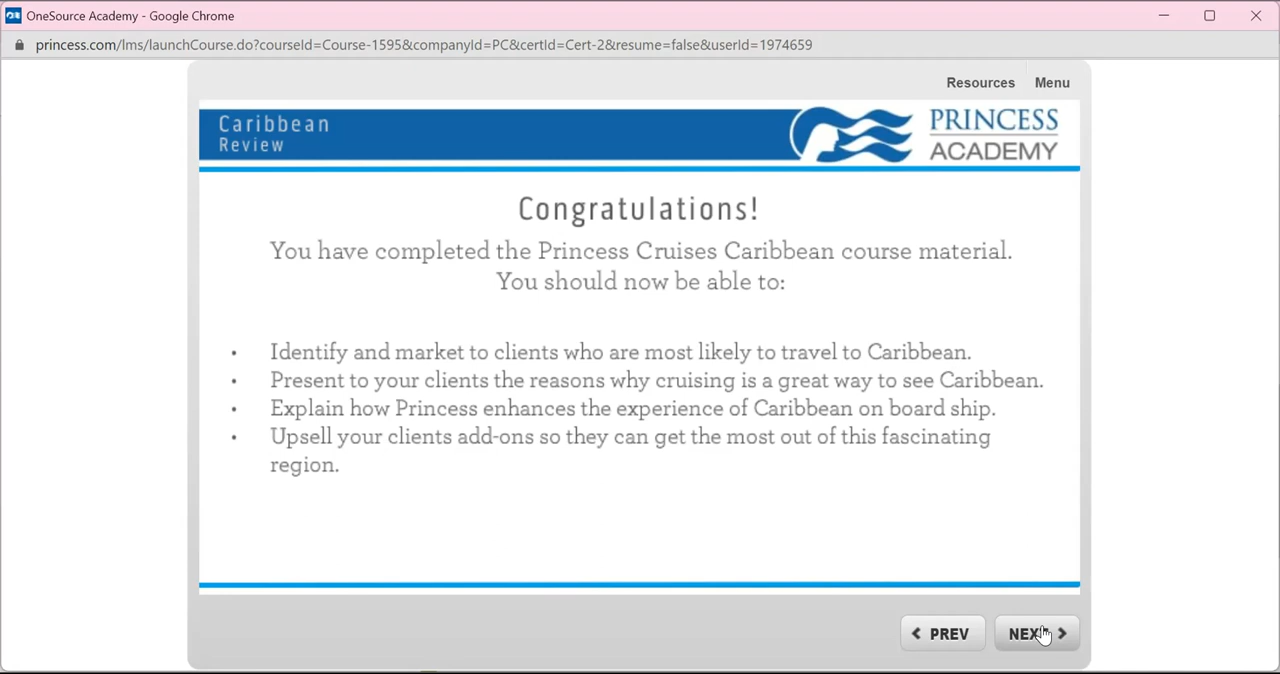 OneSource Academy - Google Chrome
princess.com/lms/launchCourse.do?courseId=Course-1595&companyId=PC&certId=Cert-2&resume=false&userId=1974659
Resources Menu
Caribbean
Review
PRINCESS
ACADEMY
Congratulations!
You have completed the Princess Cruises Caribbean course material.
You should now be able to:
• Identify and market to clients who are most likely to travel to Caribbean.
• Present to your clients the reasons why cruising is a great way to see Caribbean.
• Explain how Princess enhances the experience of Caribbean on board ship.
• Upsell your clients add-ons so they can get the most out of this fascinating
region.
PREV NEXT